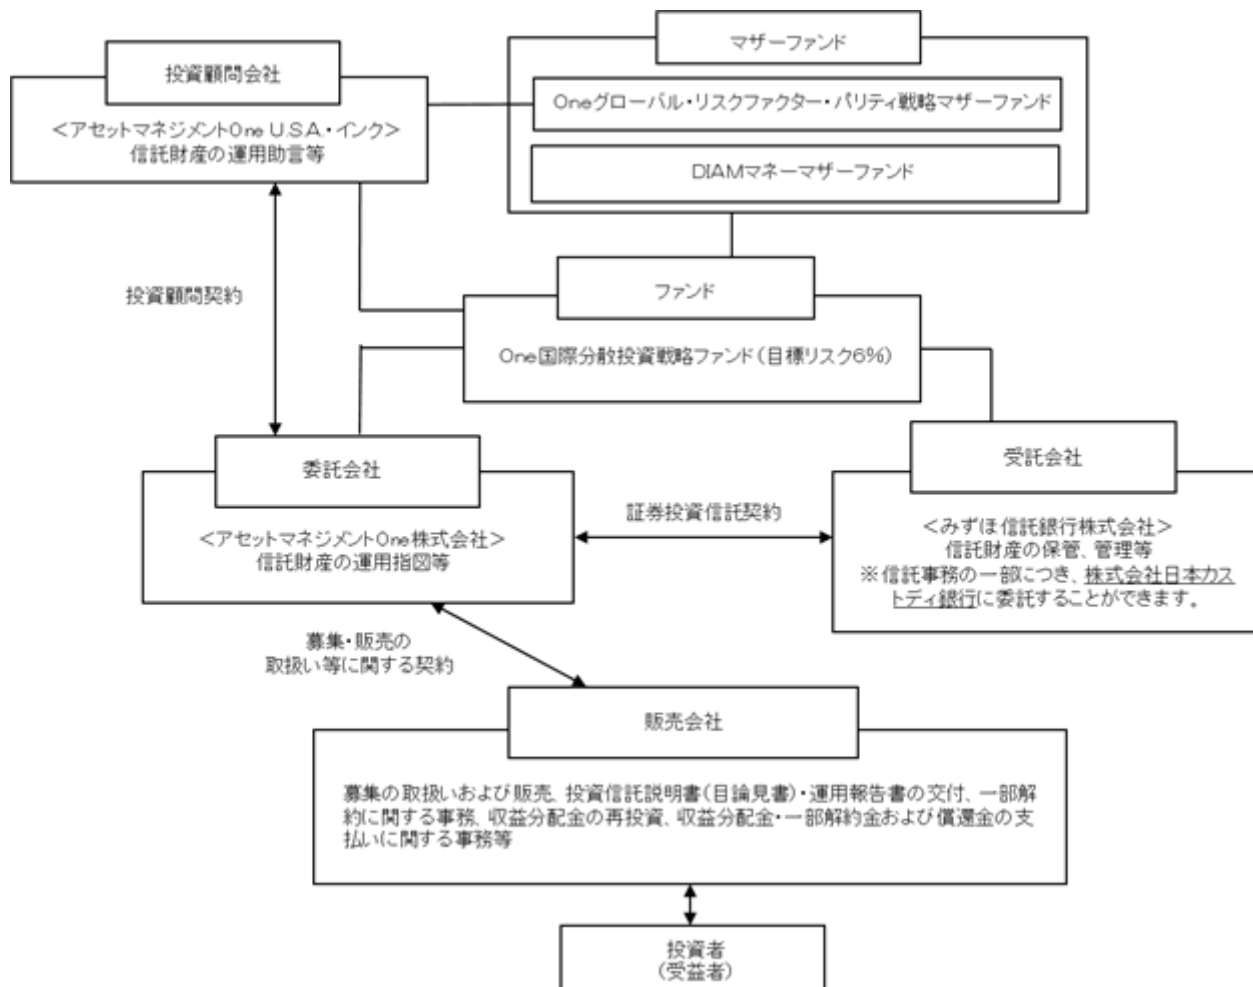 マザーファンド
投資顧問会社
Oneグローバル・リスクファクター・パリティ戦略マザーファンド
＜アセットマネジメントOne U.S.A.・インク＞
信託財産の運用助言等
DIAMマネーマザーファンド
投資顧問契約
ファンド
One国際分散投資戦略ファンド（目標リスク6％）
委託会社
受託会社
＜アセットマネジメントOne株式会社＞
信託財産の運用指図等
証券投資信託契約
＜みずほ信託銀行株式会社＞
信託財産の保管、管理等
※信託事務の一部につき、株式会社日本カス
トディ銀行に委託することができます。
募集・販売の
取扱い等に関する契約
販売会社
募集の取扱いおよび販売、投資信託説明書（目論見書）・運用報告書の交付、一部解
約に関する事務、収益分配金の再投資、収益分配金・一部解約金および償還金の支
払いに関する事務等
投資者
（受益者）